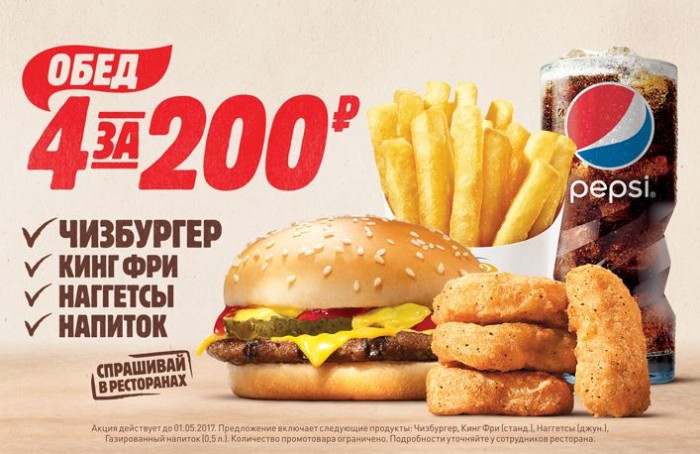 ОБЕД
4 ЗА 200₽
ЧИЗБУРГЕР
КИНГ ФРИ
НАГГЕТСЫ
НАПИТОК
СПРАШИВАЙ
В РЕСТОРАНАХ
pepsi®
Акция действует до 01.05.2017. Предложение включает следующие продукты: Чизбургер, Кинг Фри (станд.), Наггетсы (джун.),
Газированный напиток (0,5 л.). Количество промотовара ограничено. Подробности уточняйте у сотрудников ресторана.